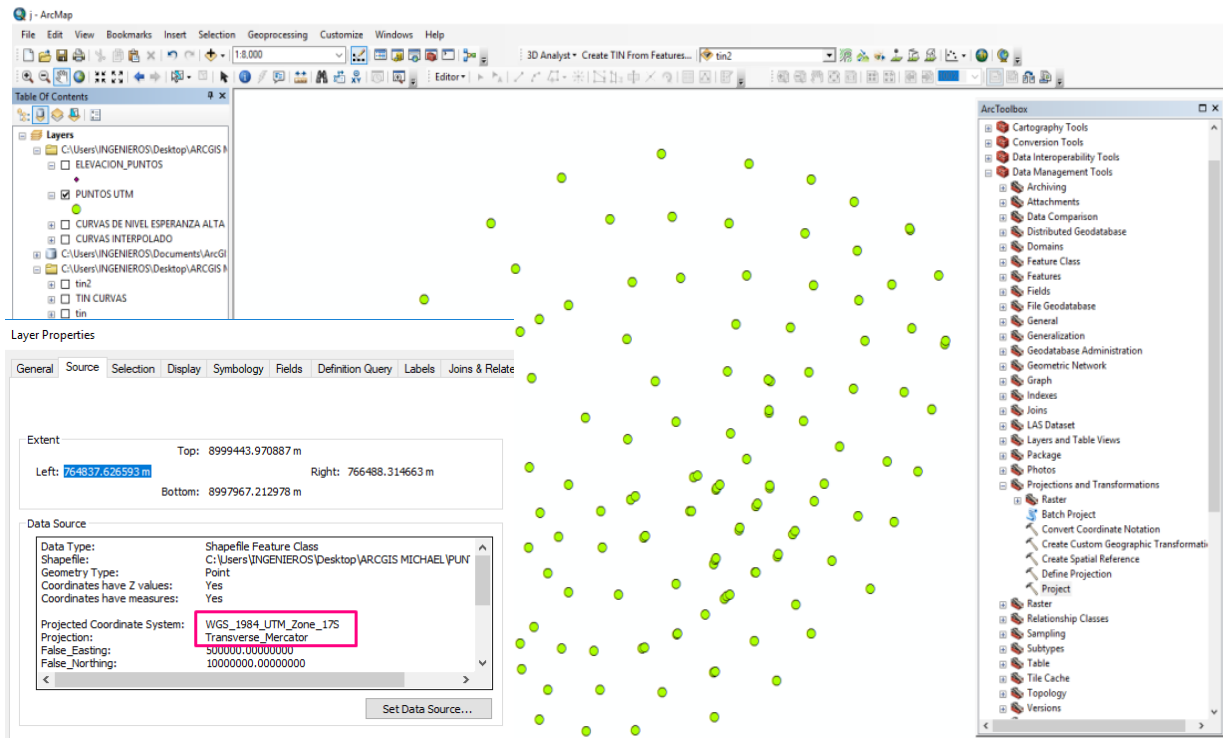 j - ArcMap
File Edit View Bookmarks Insert Selection Geoprocessing Customize Windows Help
1:8.000 3D Analyst Create TIN From Features... tin2
Editor
Table Of Contents
Layers
C:\Users\INGENIEROS\Desktop\ARCGIS M
ELEVACION_PUNTOS
PUNTOS UTM
CURVAS DE NIVEL ESPERANZA ALTA
CURVAS INTERPOLADO
C:\Users\INGENIEROS\Documents\ArcGI
C:\Users\INGENIEROS\Desktop\ARCGIS M
tin2
TIN CURVAS
tin
Layer Properties
General Source Selection Display Symbology Fields Definition Query Labels Joins & Relate
Extent
Top: 8999443.970887 m
Left: 764837.626593 m Right: 766488.314663 m
Bottom: 8997967.212978 m
Data Source
Data Type: Shapefile Feature Class
Shapefile: C:\Users\INGENIEROS\Desktop\ARCGIS MICHAEL\PUN
Geometry Type: Point
Coordinates have Z values: Yes
Coordinates have measures: Yes
Projected Coordinate System: WGS_1984_UTM_Zone_17S
Projection: Transverse_Mercator
False_Easting: 500000.00000000
False_Northing: 10000000.00000000
Set Data Source...
ArcToolbox
Cartography Tools
Conversion Tools
Data Interoperability Tools
Data Management Tools
Archiving
Attachments
Data Comparison
Distributed Geodatabase
Domains
Feature Class
Features
Fields
File Geodatabase
General
Generalization
Geodatabase Administration
Geometric Network
Graph
Indexes
Joins
LAS Dataset
Layers and Table Views
Package
Photos
Projections and Transformations
Raster
Batch Project
Convert Coordinate Notation
Create Custom Geographic Transformati
Create Spatial Reference
Define Projection
Project
Raster
Relationship Classes
Sampling
Subtypes
Table
Tile Cache
Topology
Versions